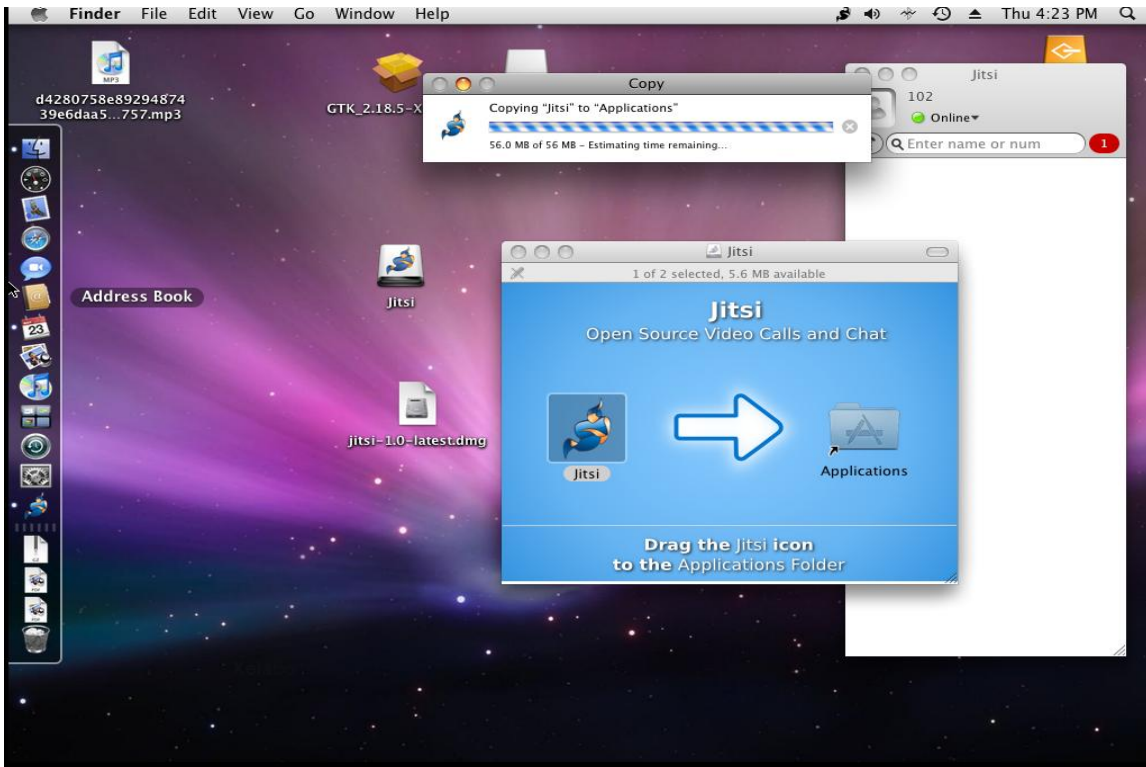 Finder File Edit View Go Window Help Thu 4:23 PM
MP3
d4280758e89294874
39e6daa5...757.mp3
GTK_2.18.5-X
Copy
Copying "Jitsi" to "Applications"
56.0 MB of 56 MB – Estimating time remaining...
Jitsi
102
Online
Enter name or num
1
Address Book
23
Jitsi
jitsi-1.0-latest.dmg
Jitsi
1 of 2 selected, 5.6 MB available
Jitsi
Open Source Video Calls and Chat
Jitsi
Applications
Drag the Jitsi icon
to the Applications Folder
PDF
PDF